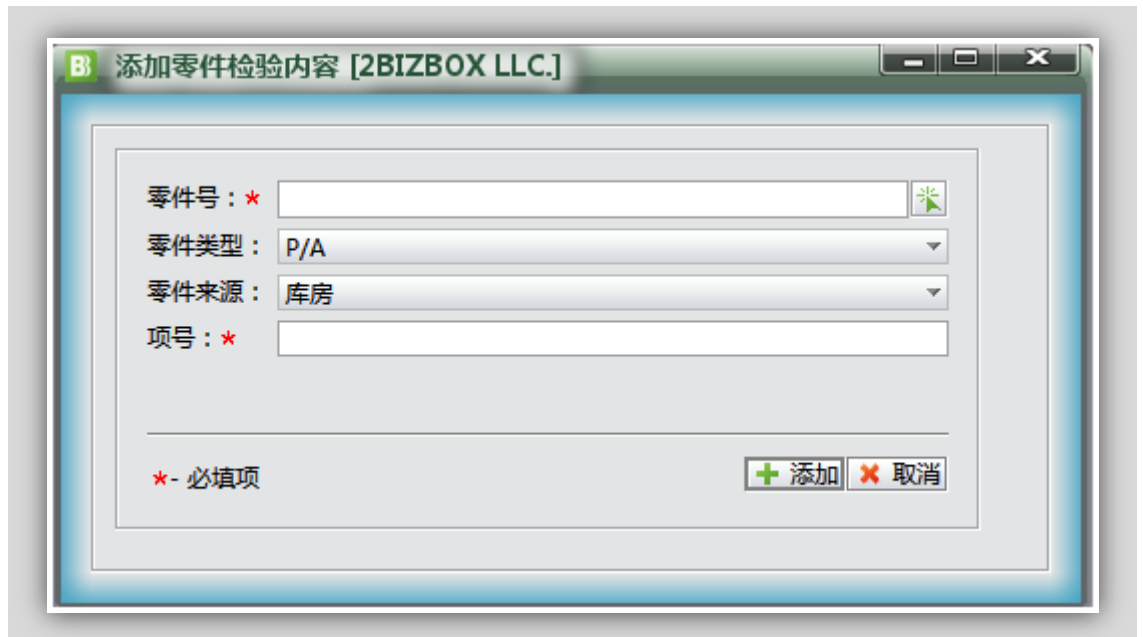 添加零件检验内容 [2BIZBOX LLC.]
零件号：*
零件类型： P/A
零件来源： 库房
项号：*
*- 必填项 添加 取消